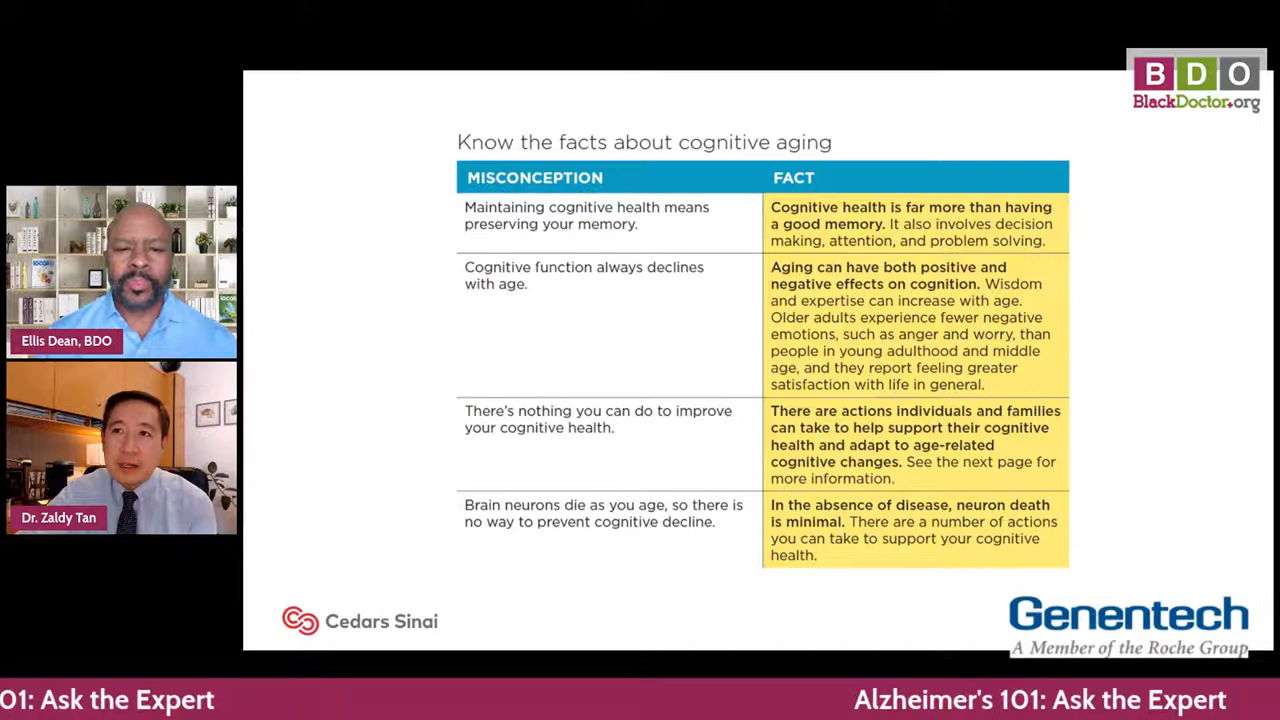 BDO
BlackDoctor.org
Know the facts about cognitive aging
MISCONCEPTION
FACT
Maintaining cognitive health means
preserving your memory.
Cognitive health is far more than having
a good memory. It also involves decision
making, attention, and problem solving.
Cognitive function always declines
with age.
Aging can have both positive and
negative effects on cognition. Wisdom
and expertise can increase with age.
Older adults experience fewer negative
emotions, such as anger and worry, than
people in young adulthood and middle
age, and they report feeling greater
satisfaction with life in general.
There's nothing you can do to improve
your cognitive health.
There are actions individuals and families
can take to help support their cognitive
health and adapt to age-related
cognitive changes. See the next page for
more information.
Brain neurons die as you age, so there is
no way to prevent cognitive decline.
In the absence of disease, neuron death
is minimal. There are a number of actions
you can take to support your cognitive
health.
Ellis Dean, BDO
Dr. Zaldy Tan
Cedars Sinai
Genentech
A Member of the Roche Group
01: Ask the Expert
Alzheimer's 101: Ask the Expert